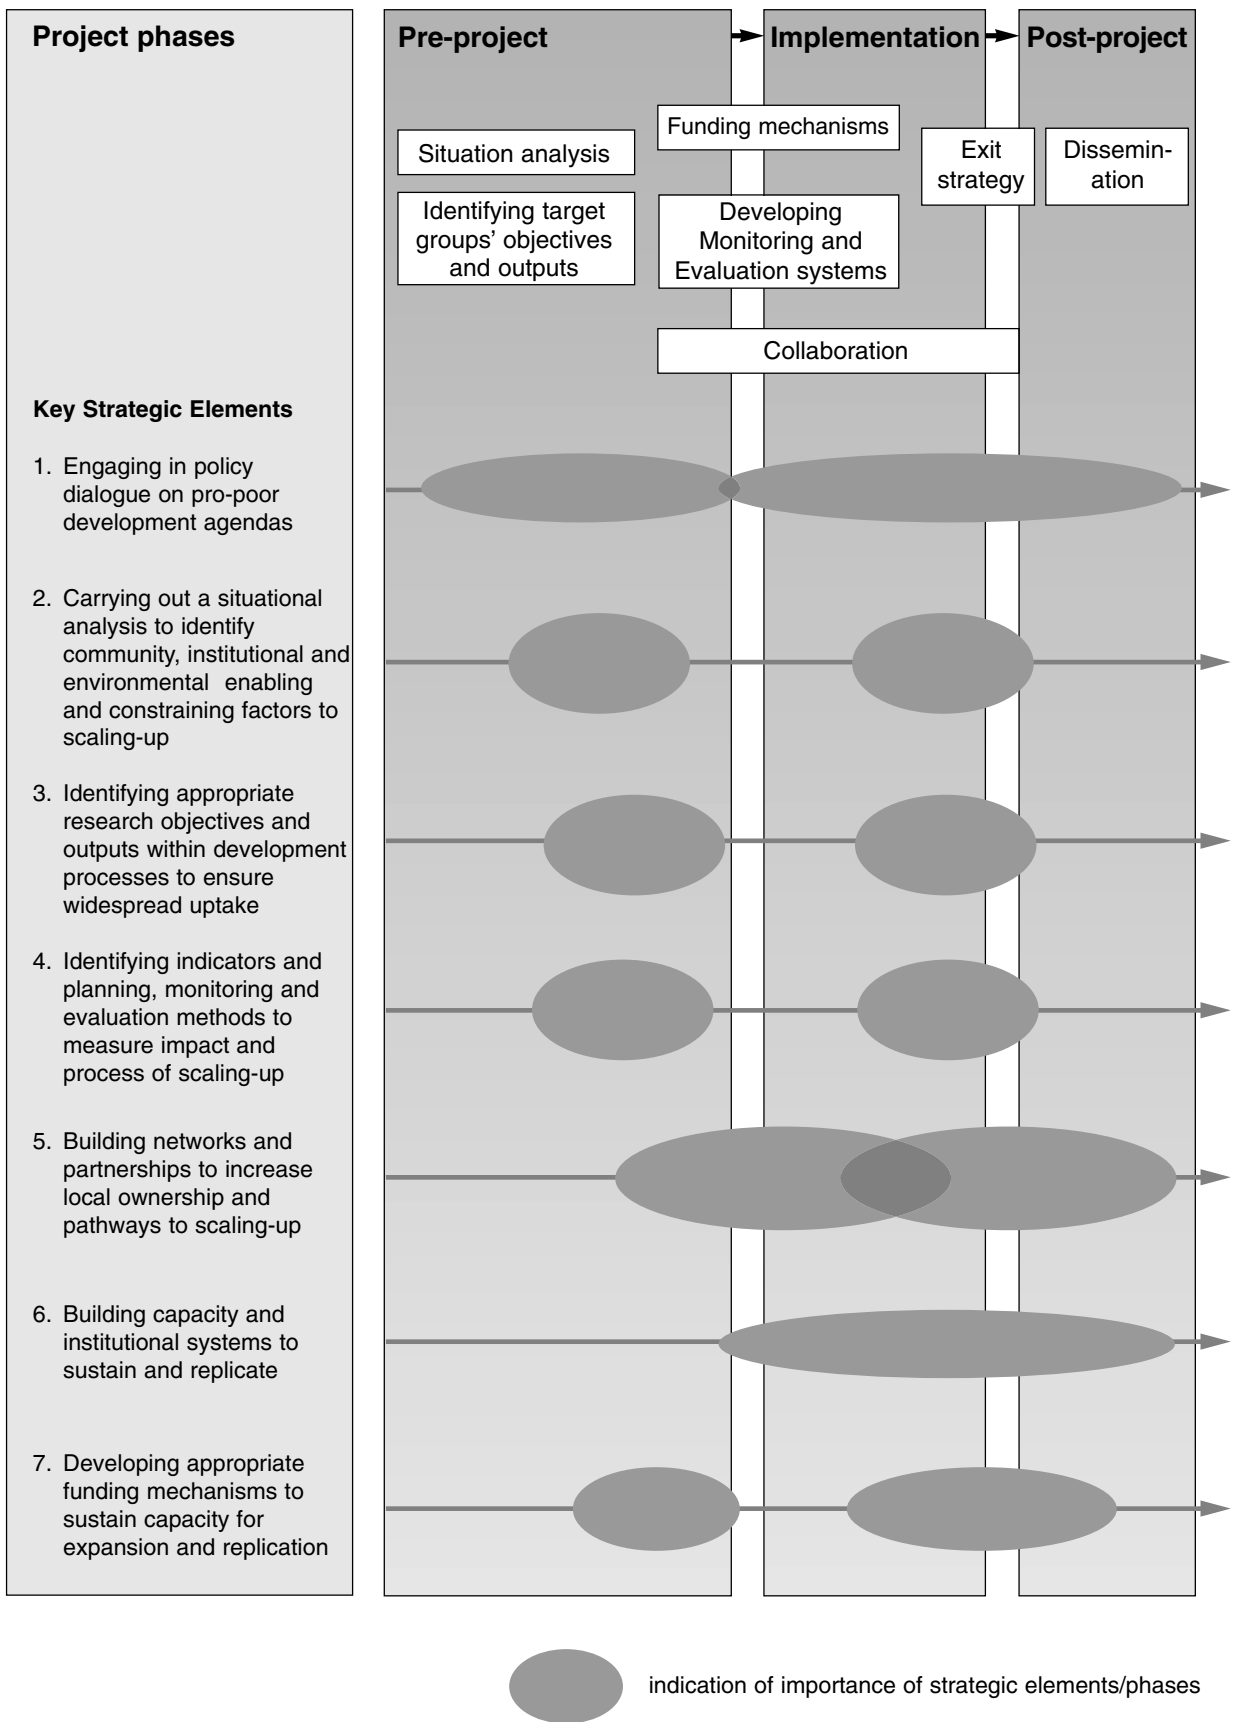 Project phases
Pre-project
Implementation
Post-project
Funding mechanisms
Situation analysis
Exit
strategy
Dissemin-
ation
Identifying target
groups’ objectives
and outputs
Developing
Monitoring and
Evaluation systems
Collaboration
Key Strategic Elements
1. Engaging in policy
dialogue on pro-poor
development agendas
2. Carrying out a situational
analysis to identify
community, institutional and
environmental enabling
and constraining factors to
scaling-up
3. Identifying appropriate
research objectives and
outputs within development
processes to ensure
widespread uptake
4. Identifying indicators and
planning, monitoring and
evaluation methods to
measure impact and
process of scaling-up
5. Building networks and
partnerships to increase
local ownership and
pathways to scaling-up
6. Building capacity and
institutional systems to
sustain and replicate
7. Developing appropriate
funding mechanisms to
sustain capacity for
expansion and replication
indication of importance of strategic elements/phases